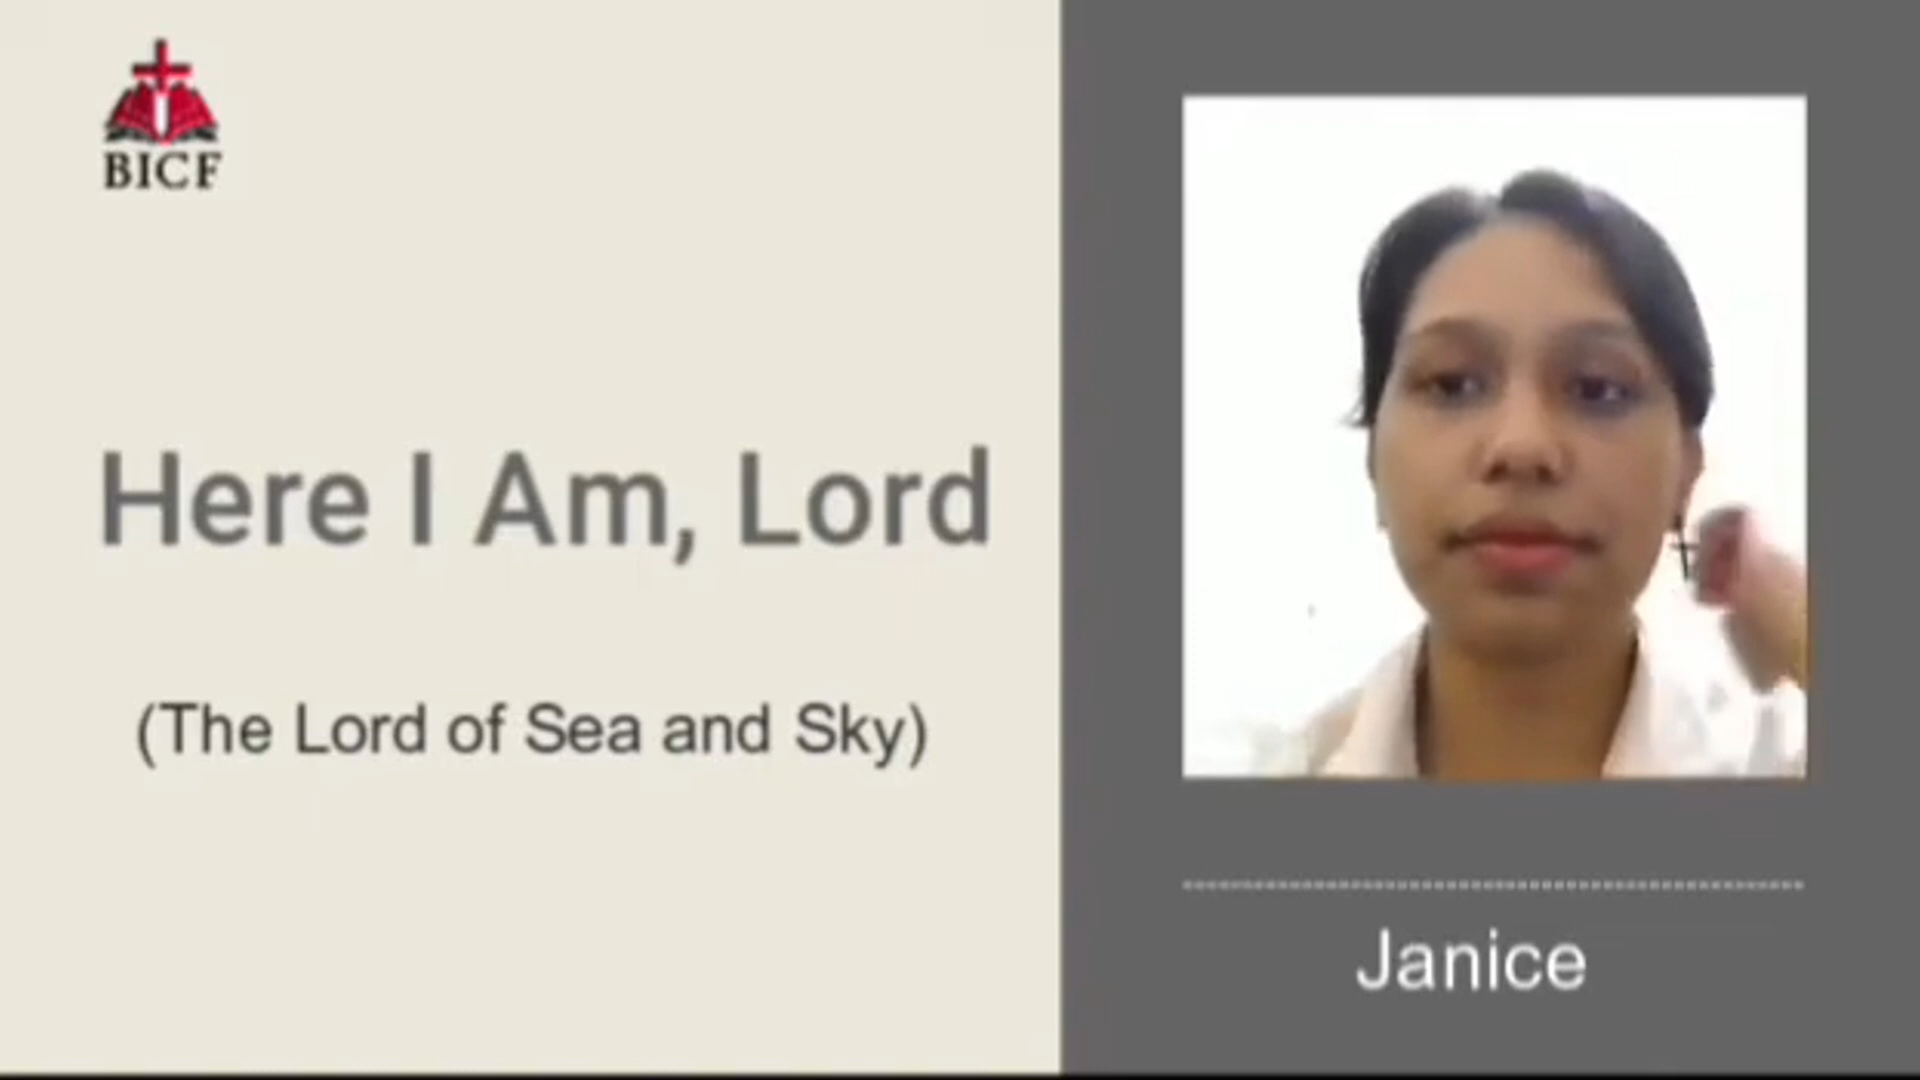 BICF
Here I Am, Lord
(The Lord of Sea and Sky)
Janice